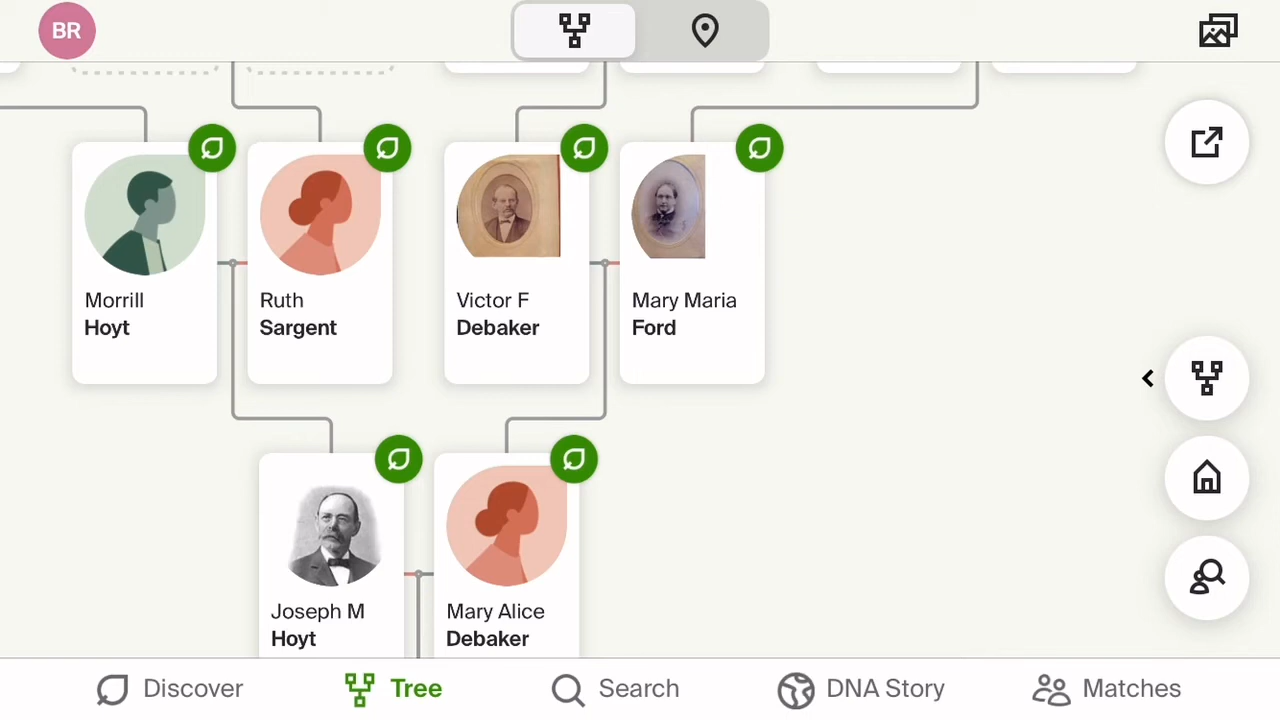 BR
Morrill
Hoyt
Ruth
Sargent
Victor F
Debaker
Mary Maria
Ford
Joseph M
Hoyt
Mary Alice
Debaker
Discover
Tree
Search
DNA Story
Matches